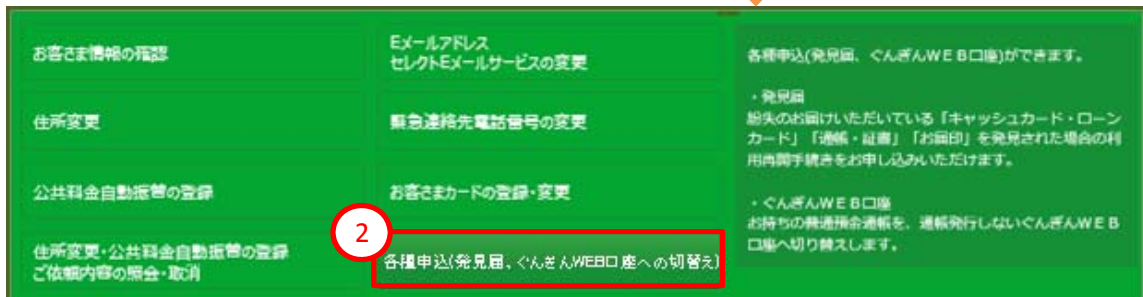 お客さま情報の確認
Eメールアドレス
セレクトEメールサービスの変更
住所変更
緊急連絡先電話番号の変更
公共料金自動振替の登録
お客さまカードの登録・変更
住所変更・公共料金自動振替の登録
ご依頼内容の照会・取消
2
各種申込(発見届、ぐんぎんWEB口座への切替え)
各種申込(発見届、ぐんぎんWEB口座)ができます。
・発見届
紛失のお届けいただいている「キャッシュカード・ローン
カード」「通帳・証書」「お届印」を発見された場合の利
用再開手続きをお申し込みいただけます。
・ぐんぎんWEB口座
お持ちの普通預金通帳を、通帳発行しないぐんぎんWEB
口座へ切り替えします。